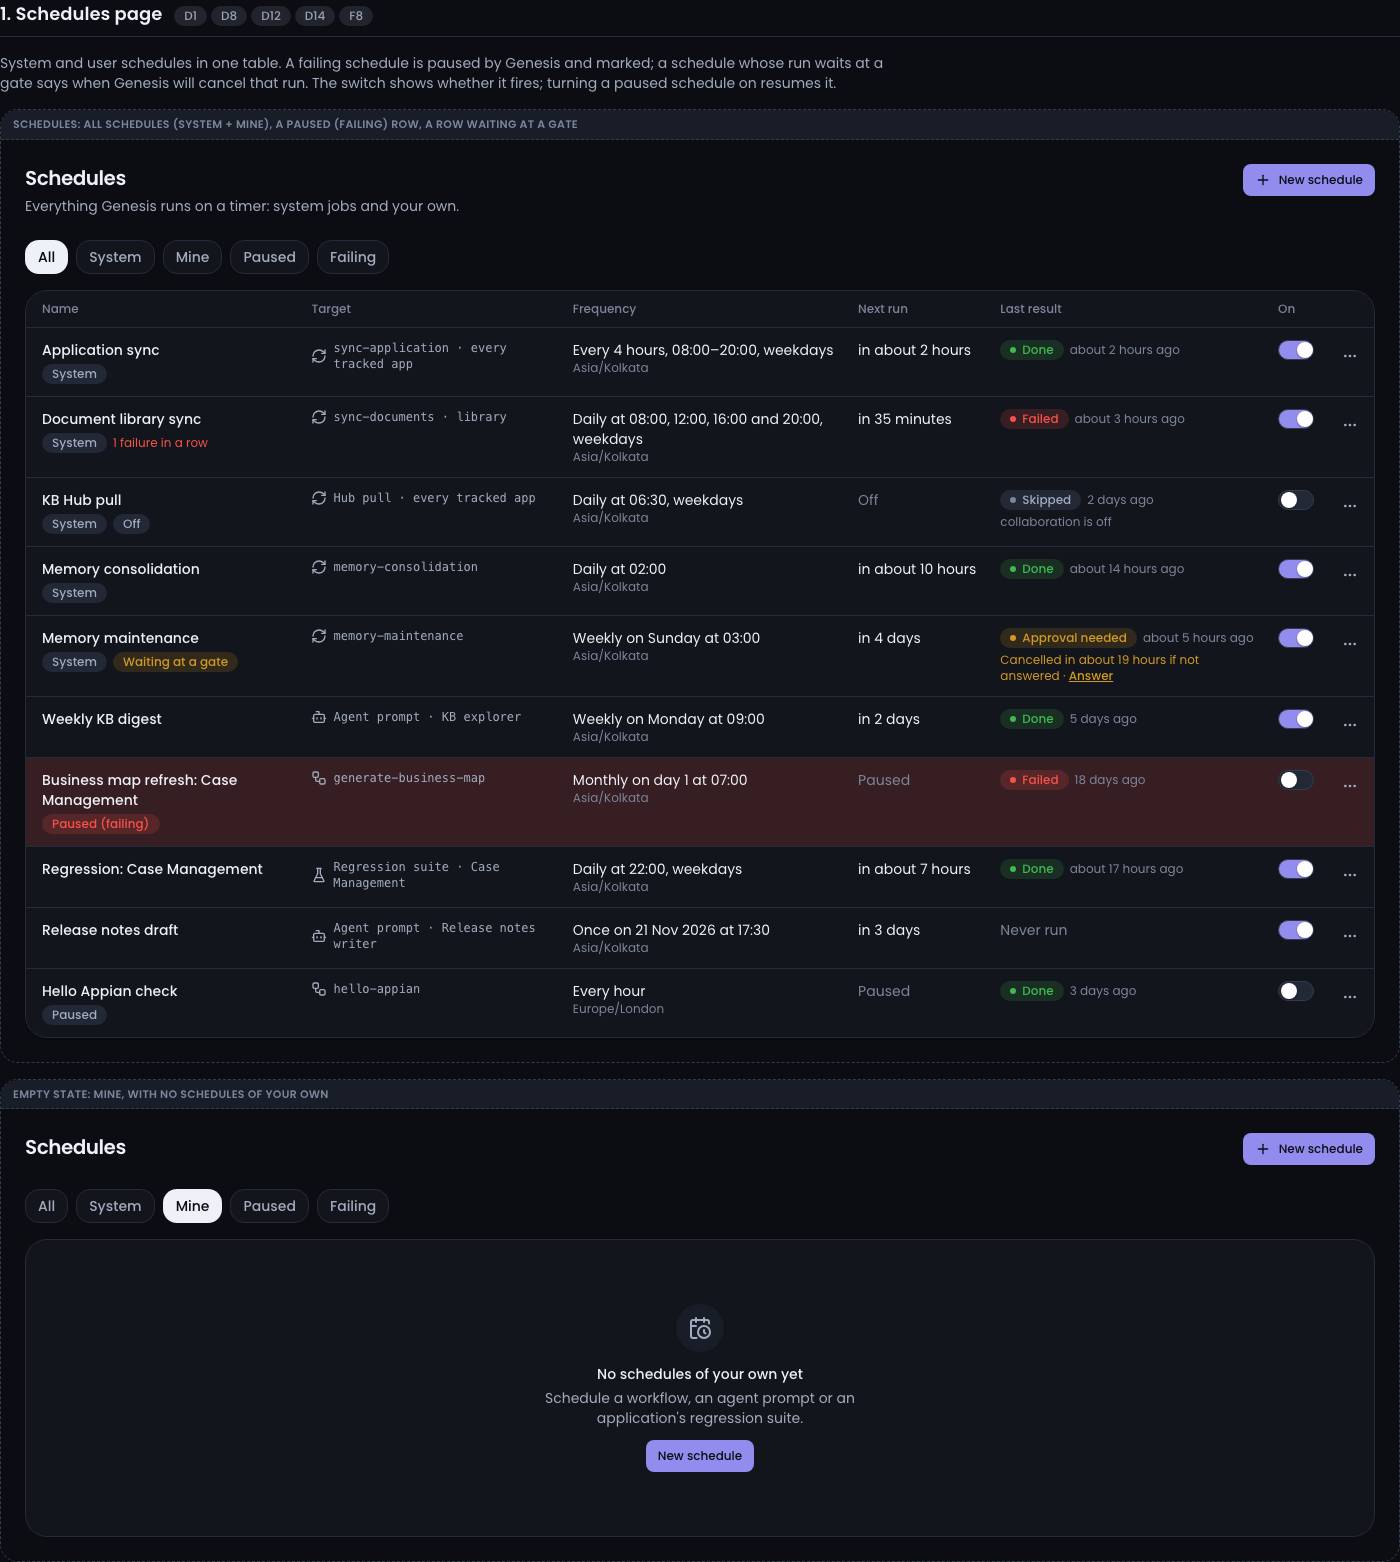 1. Schedules page D1 D8 D12 D14 F8
System and user schedules in one table. A failing schedule is paused by Genesis and marked; a schedule whose run waits at a
gate says when Genesis will cancel that run. The switch shows whether it fires; turning a paused schedule on resumes it.
SCHEDULES: ALL SCHEDULES (SYSTEM + MINE), A PAUSED (FAILING) ROW, A ROW WAITING AT A GATE
Schedules
New schedule
Everything Genesis runs on a timer: system jobs and your own.
All System Mine Paused Failing
Name Target Frequency Next run Last result On
Application sync
System
sync-application · every
tracked app
Every 4 hours, 08:00–20:00, weekdays
Asia/Kolkata
in about 2 hours
Done about 2 hours ago
Document library sync
System 1 failure in a row
sync-documents · library
Daily at 08:00, 12:00, 16:00 and 20:00,
weekdays
Asia/Kolkata
in 35 minutes
Failed about 3 hours ago
KB Hub pull
System Off
Hub pull · every tracked app
Daily at 06:30, weekdays
Asia/Kolkata
Off
Skipped 2 days ago
collaboration is off
Memory consolidation
System
memory-consolidation
Daily at 02:00
Asia/Kolkata
in about 10 hours
Done about 14 hours ago
Memory maintenance
System Waiting at a gate
memory-maintenance
Weekly on Sunday at 03:00
Asia/Kolkata
in 4 days
Approval needed about 5 hours ago
Cancelled in about 19 hours if not
answered · Answer
Weekly KB digest
Agent prompt · KB explorer
Weekly on Monday at 09:00
Asia/Kolkata
in 2 days
Done 5 days ago
Business map refresh: Case
Management
Paused (failing)
generate-business-map
Monthly on day 1 at 07:00
Asia/Kolkata
Paused
Failed 18 days ago
Regression: Case Management
Regression suite · Case
Management
Daily at 22:00, weekdays
Asia/Kolkata
in about 7 hours
Done about 17 hours ago
Release notes draft
Agent prompt · Release notes
writer
Once on 21 Nov 2026 at 17:30
Asia/Kolkata
in 3 days
Never run
Hello Appian check
Paused
hello-appian
Every hour
Europe/London
Paused
Done 3 days ago
EMPTY STATE: MINE, WITH NO SCHEDULES OF YOUR OWN
Schedules
New schedule
All System Mine Paused Failing
No schedules of your own yet
Schedule a workflow, an agent prompt or an
application's regression suite.
New schedule